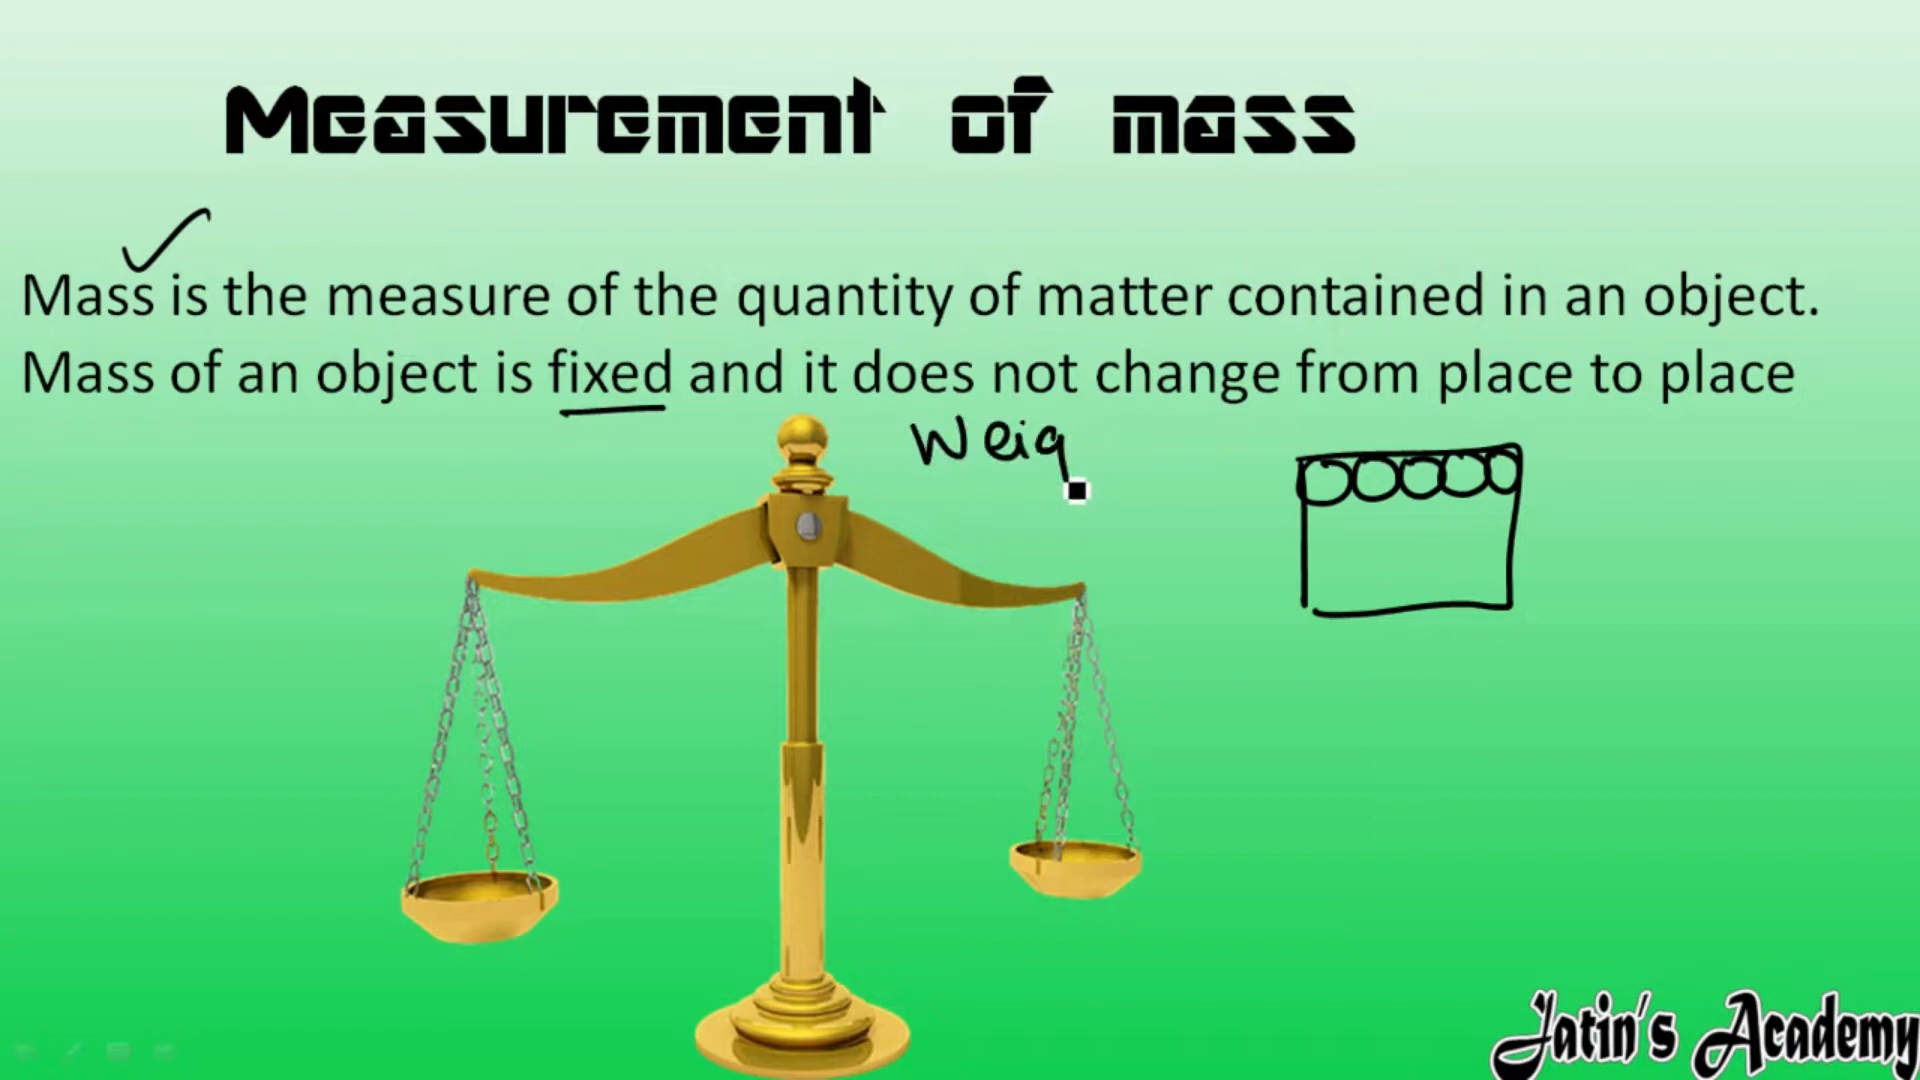 Measurement of mass
Mass is the measure of the quantity of matter contained in an object.
Mass of an object is fixed and it does not change from place to place
Weig
Jatin's Academy